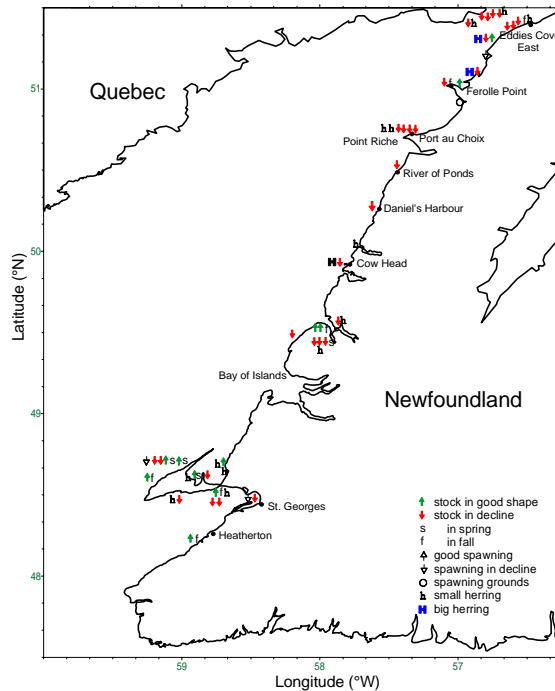 Eddies Cove
East
51
Quebec
Ferolle Point
Point Riche
Port au Choix
River of Ponds
Daniel's Harbour
50
Cow Head
Latitude (°N)
Bay of Islands
Newfoundland
49
St. Georges
Heatherton
stock in good shape
stock in decline
s in spring
f in fall
good spawning
spawning in decline
spawning grounds
h small herring
H big herring
48
59 58 57
Longitude (°W)